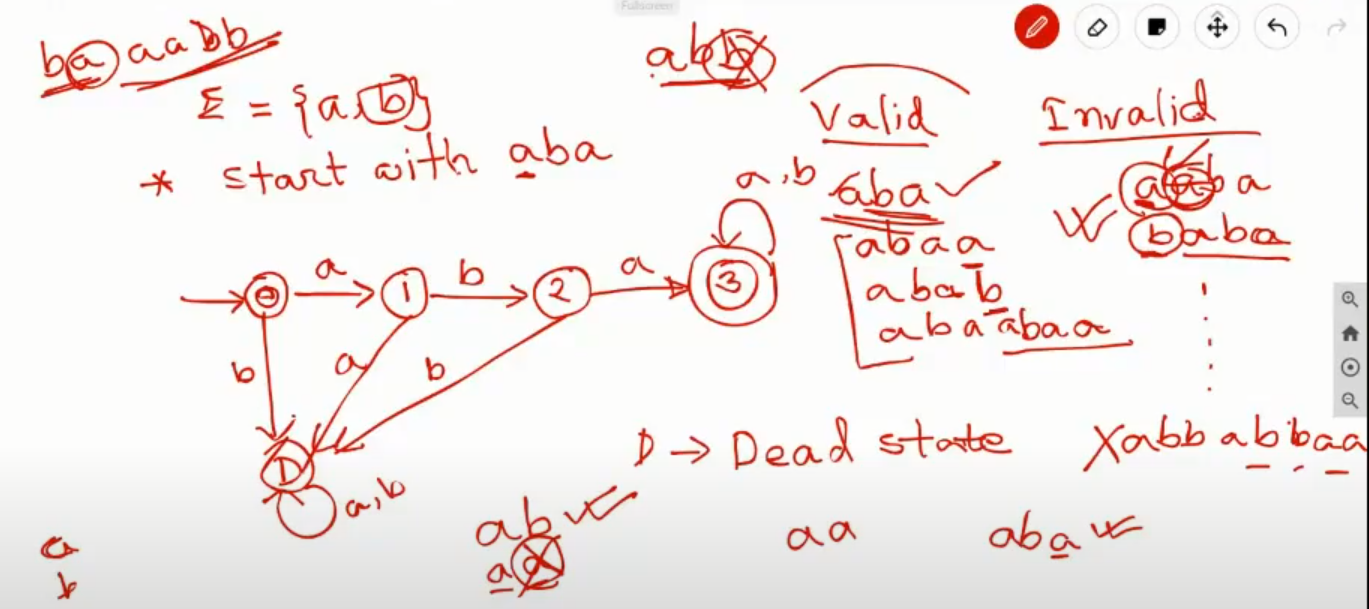 Fullscreen
baaabb
abb
Σ = {a, b}
Valid
Invalid
* start with aba
a, b
aba
aaba
baba
abaa
abab
abaabaa
a
b
a
0
1
2
3
b
a
b
D
a, b
D → Dead state
Xabbabbaa
ab
aa
aa
aba
a
b